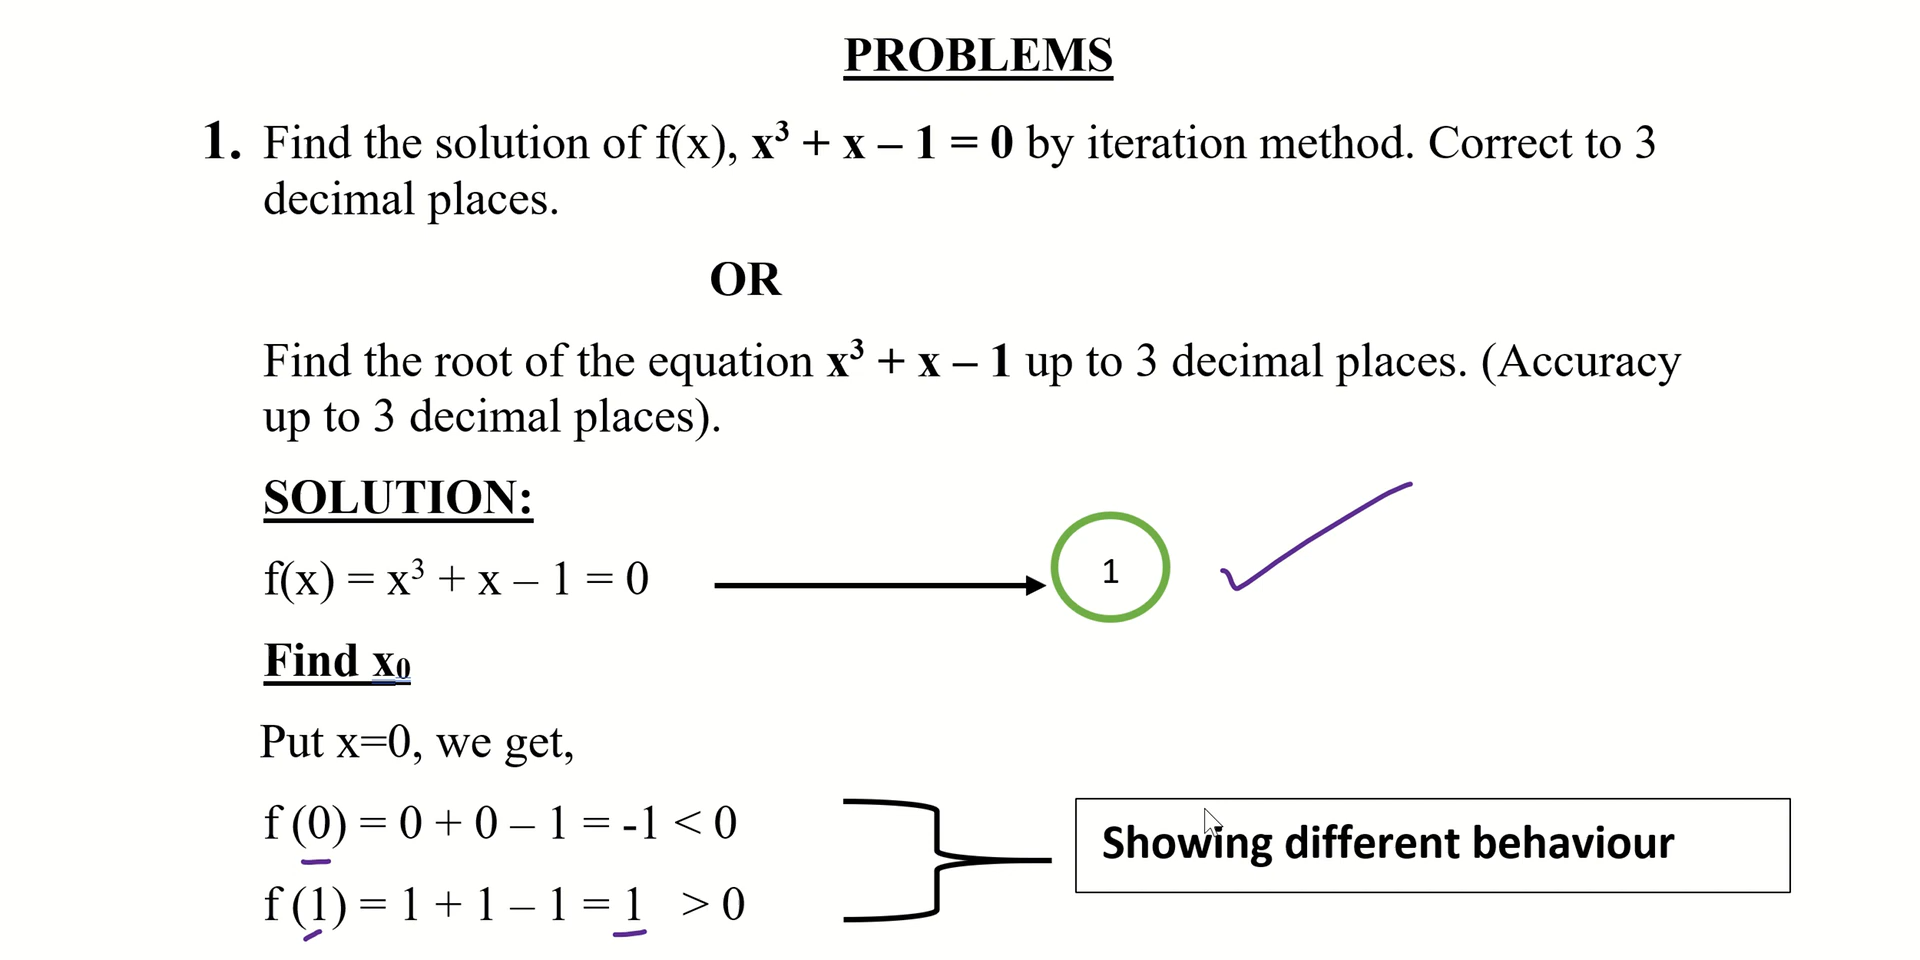 PROBLEMS
1. Find the solution of f(x), x³ + x – 1 = 0 by iteration method. Correct to 3
decimal places.
OR
Find the root of the equation x³ + x – 1 up to 3 decimal places. (Accuracy
up to 3 decimal places).
SOLUTION:
f(x) = x³ + x – 1 = 0
1
Find x₀
Put x=0, we get,
f (0) = 0 + 0 – 1 = -1 < 0
Showing different behaviour
f (1) = 1 + 1 – 1 = 1 > 0